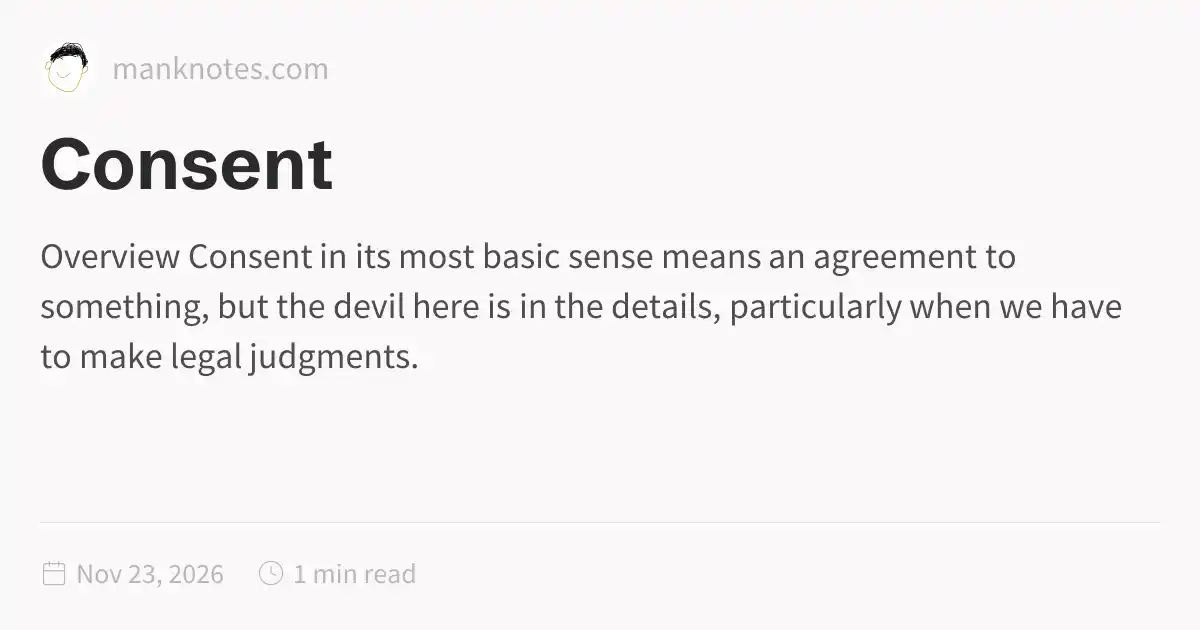 manknotes.com
Consent
Overview Consent in its most basic sense means an agreement to
something, but the devil here is in the details, particularly when we have
to make legal judgments.
Nov 23, 2026 1 min read